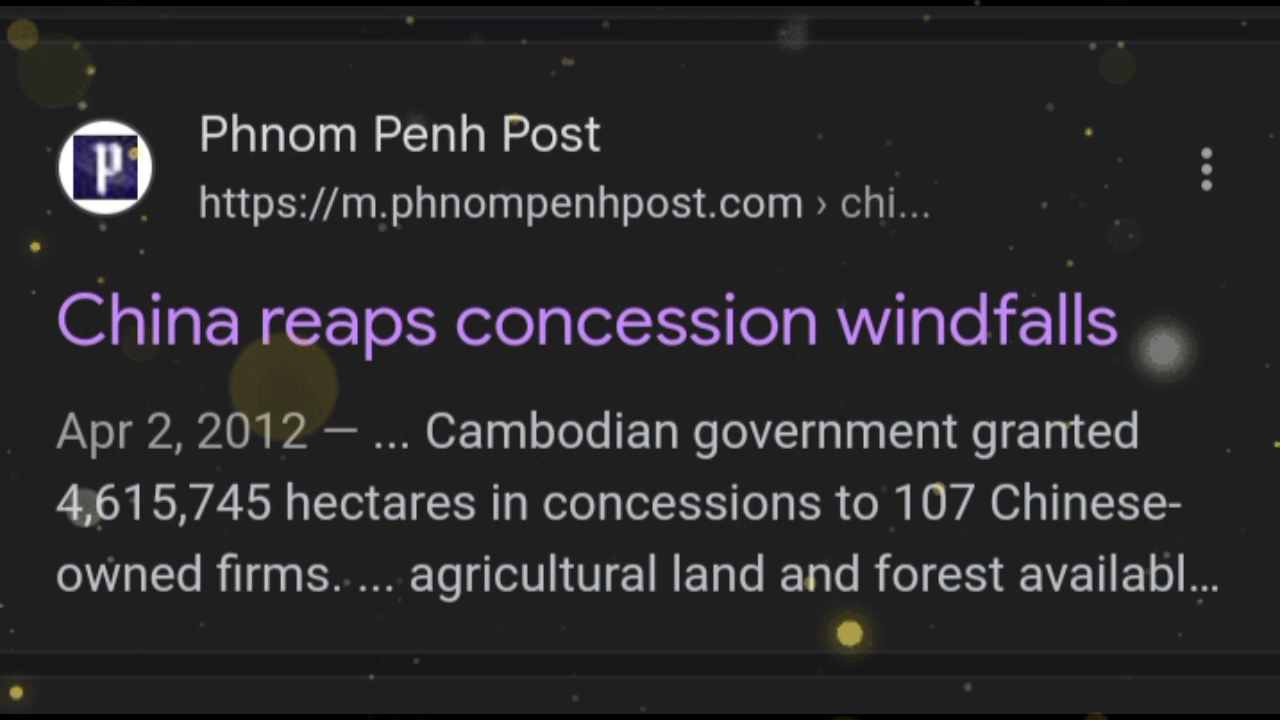 Phnom Penh Post
https://m.phnompenhpost.com › chi...
China reaps concession windfalls
Apr 2, 2012 — ... Cambodian government granted
4,615,745 hectares in concessions to 107 Chinese-
owned firms. ... agricultural land and forest availabl...